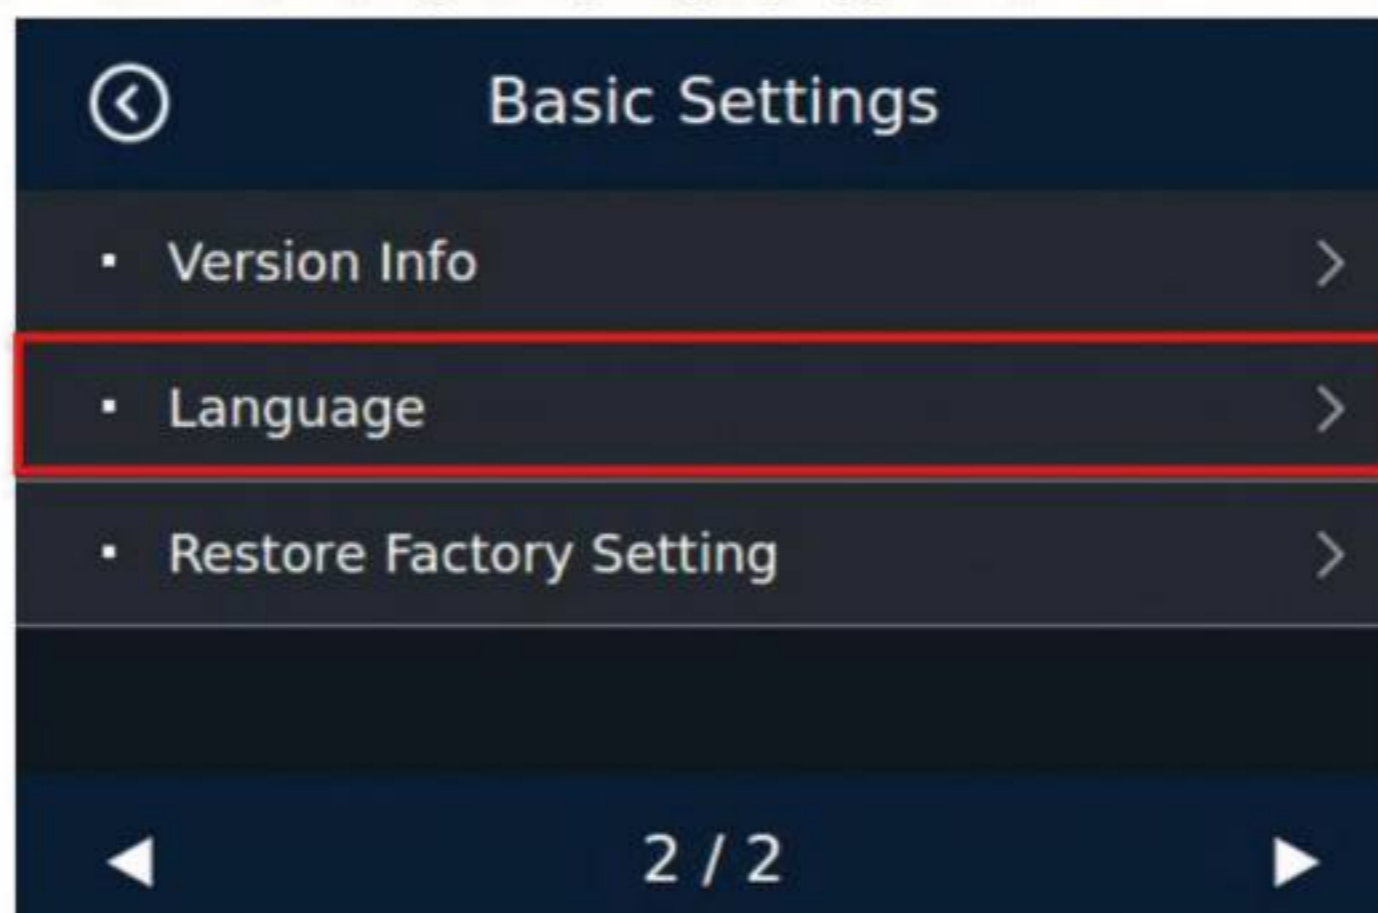 Basic Settings
Version Info
Language
Restore Factory Setting
2 / 2